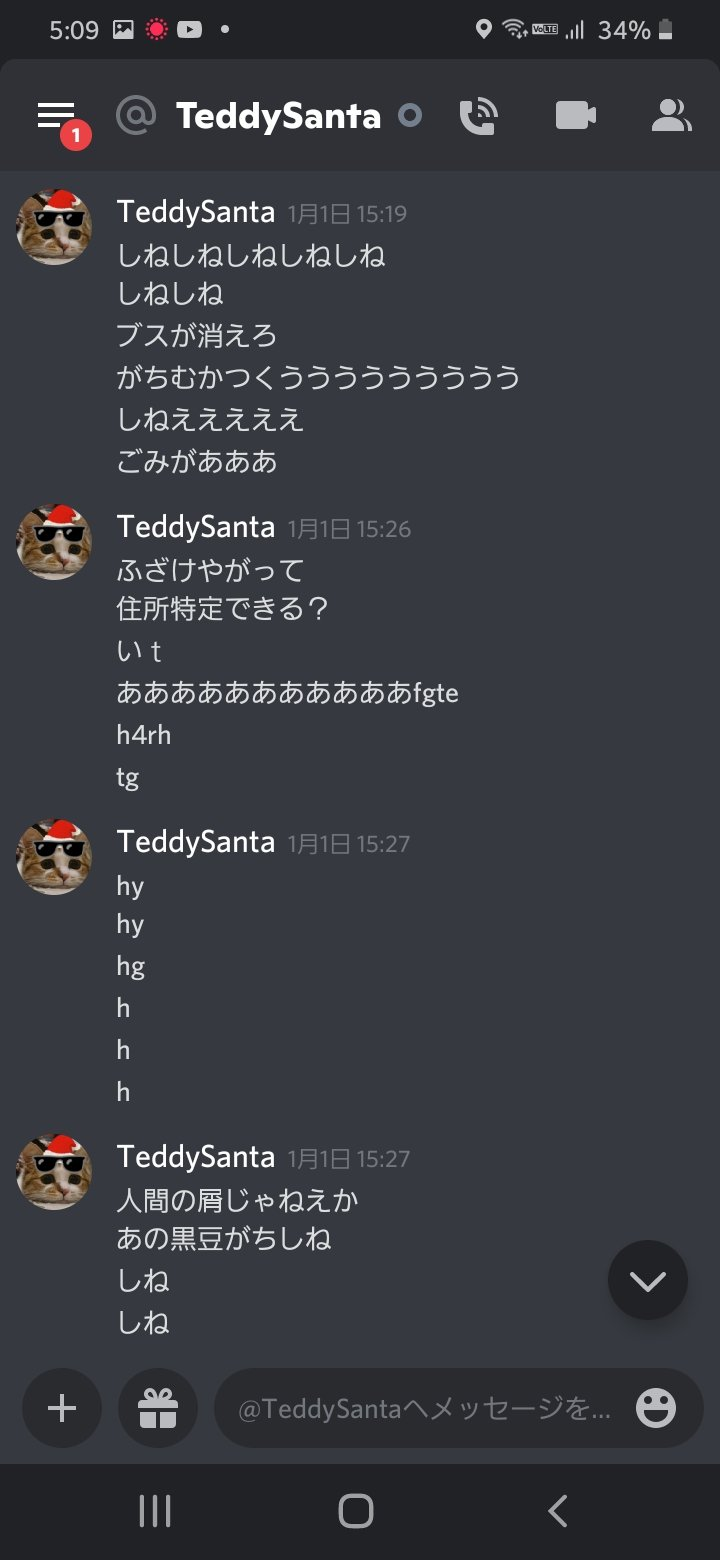 5:09
VoLTE
34%
1
TeddySanta
TeddySanta 1月1日 15:19
しねしねしねしねしね
しねしね
ブスが消えろ
がちむかつくううううううううう
しねえええええ
ごみがあああ
TeddySanta 1月1日 15:26
ふざけやがって
住所特定できる？
いｔ
あああああああああああfgte
h4rh
tg
TeddySanta 1月1日 15:27
hy
hy
hg
h
h
h
TeddySanta 1月1日 15:27
人間の屑じゃねえか
あの黒豆がちしね
しね
しね
@TeddySantaへメッセージを...